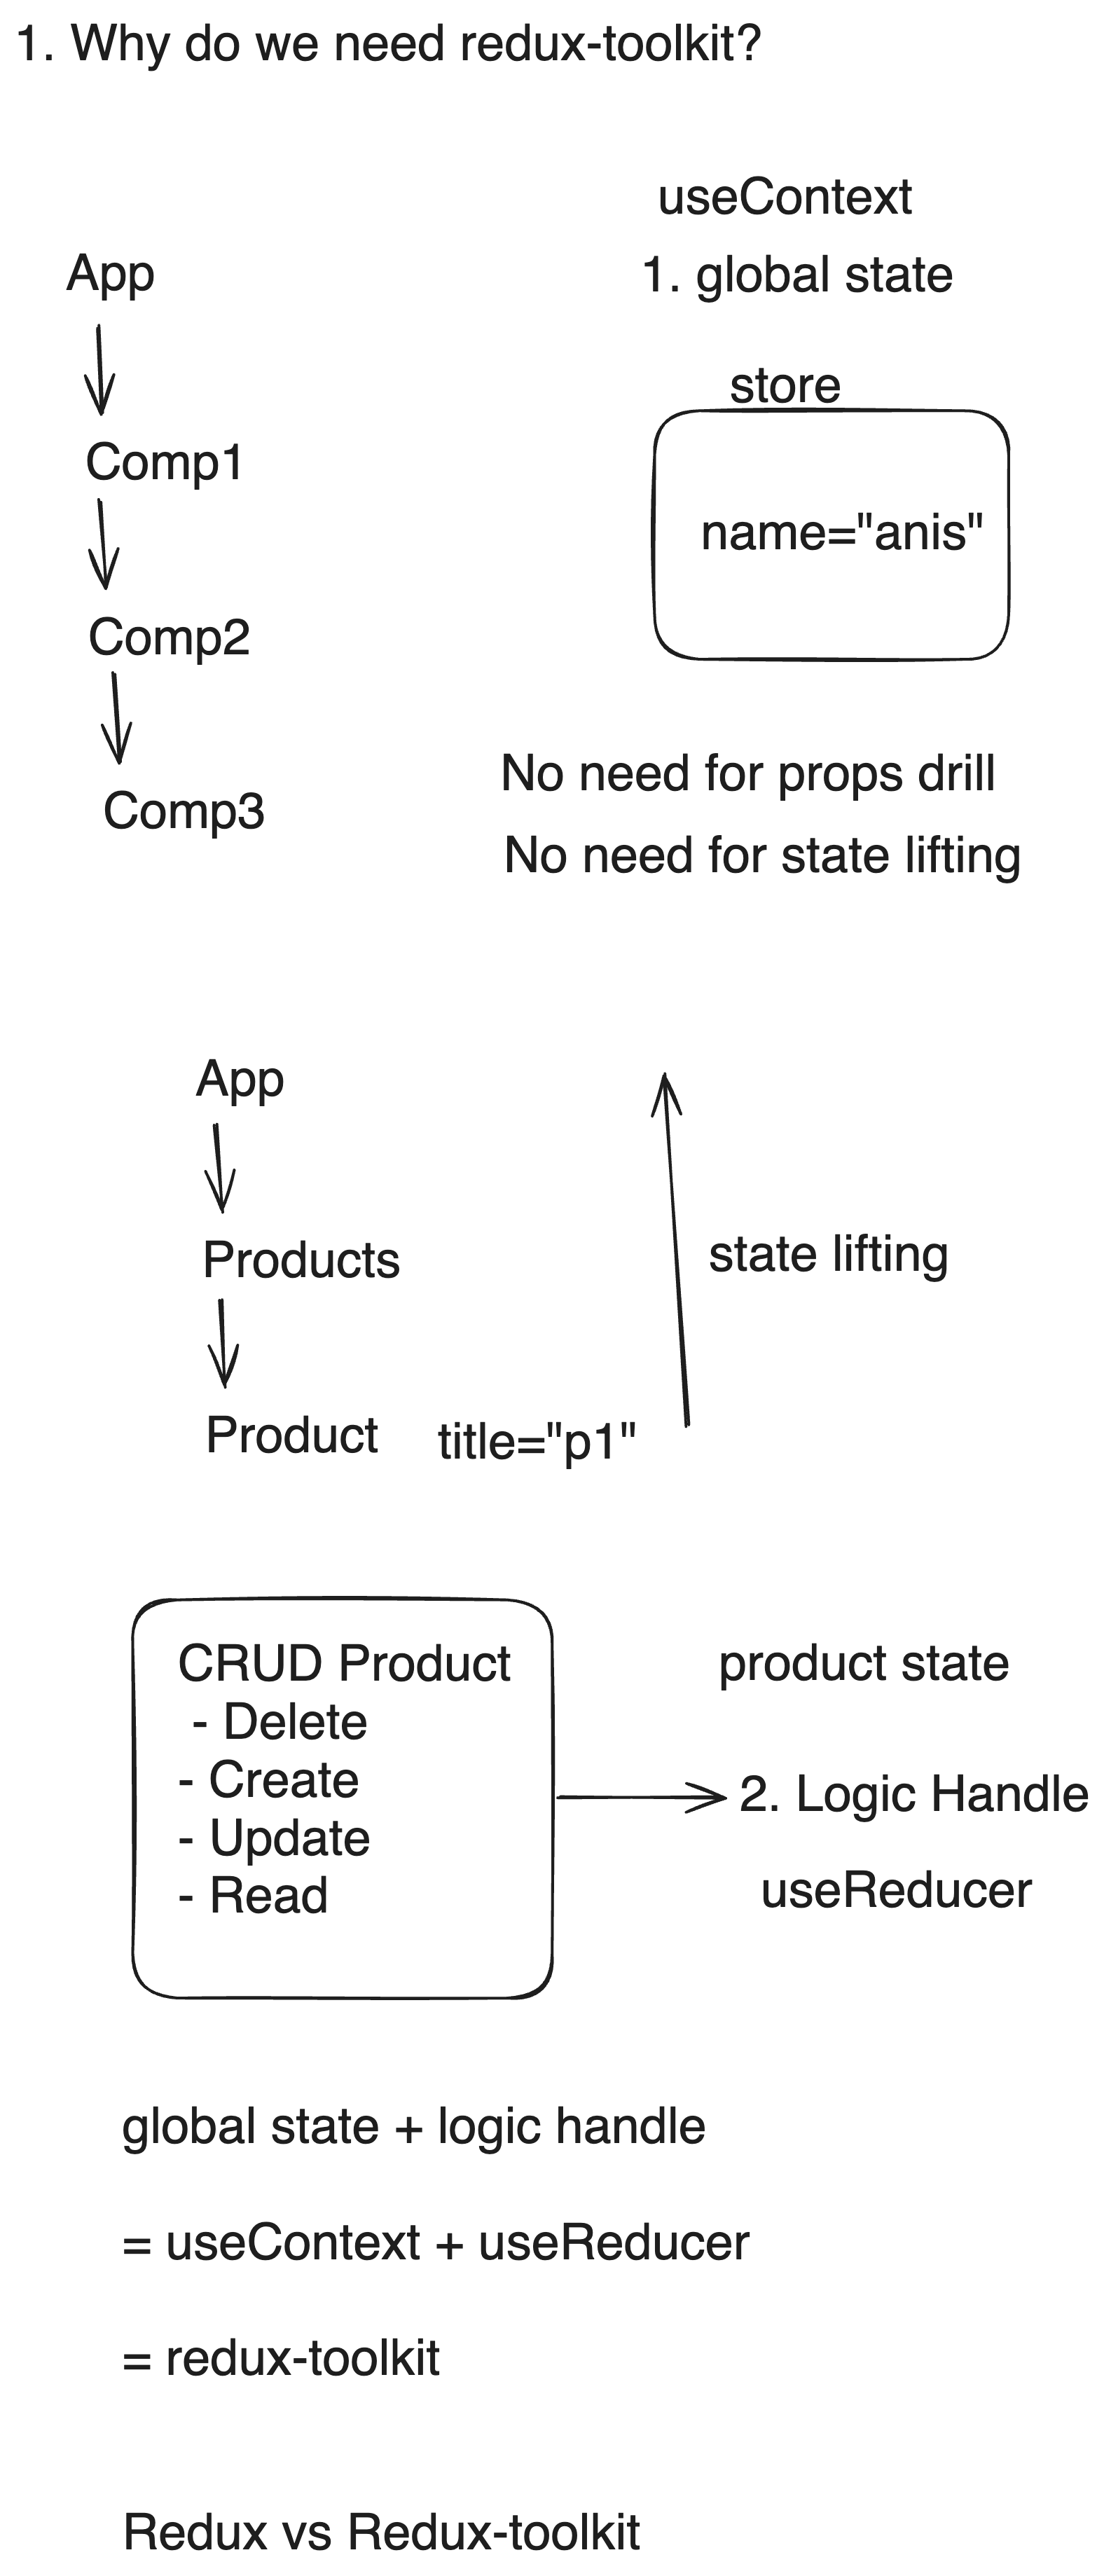 1. Why do we need redux-toolkit?
useContext
1. global state
App
Comp1
Comp2
Comp3
store
name="anis"
No need for props drill
No need for state lifting
App
Products
Product
title="p1"
state lifting
CRUD Product
- Delete
- Create
- Update
- Read
product state
2. Logic Handle
useReducer
global state + logic handle
= useContext + useReducer
= redux-toolkit
Redux vs Redux-toolkit